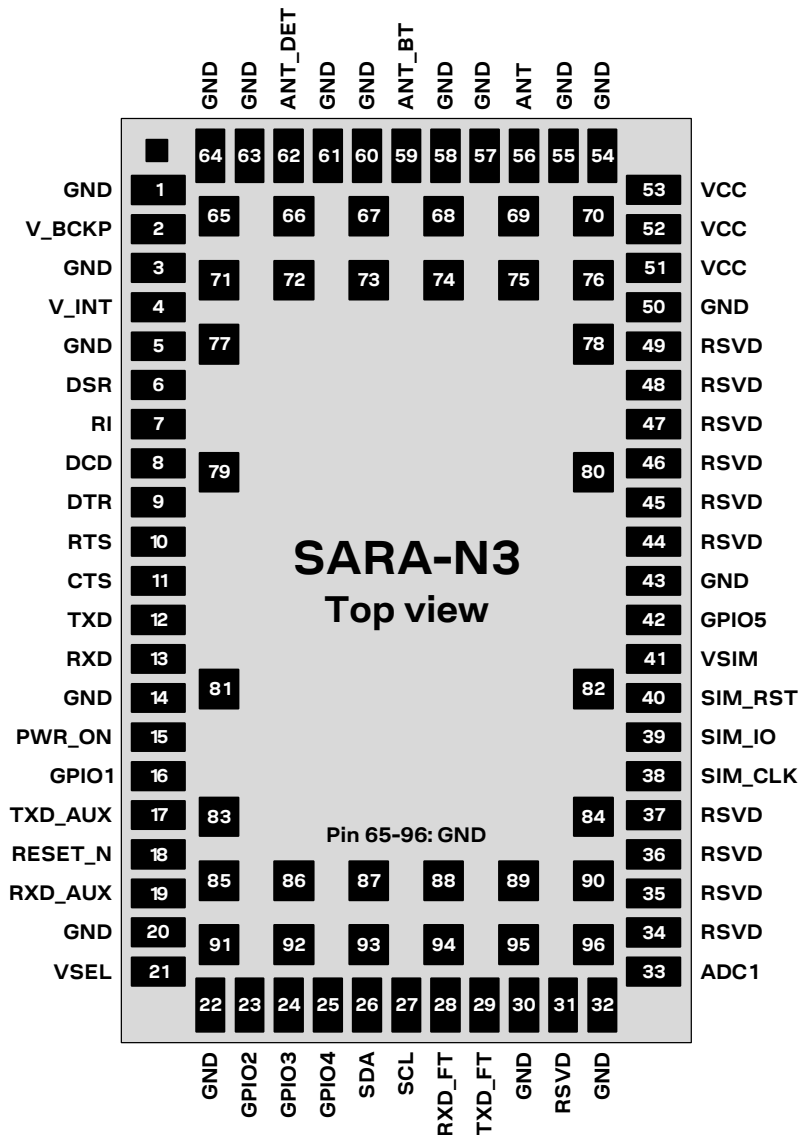 GND GND ANT_DET GND GND ANT_BT GND GND ANT GND GND
64 63 62 61 60 59 58 57 56 55 54
GND 1 53 VCC
65 66 67 68 69 70
V_BCKP 2 52 VCC
GND 3 51 VCC
71 72 73 74 75 76
V_INT 4 50 GND
GND 5 77 78 49 RSVD
DSR 6 48 RSVD
RI 7 47 RSVD
DCD 8 79 80 46 RSVD
DTR 9 45 RSVD
RTS 10 44 RSVD
SARA-N3
CTS 11 43 GND
Top view
TXD 12 42 GPIO5
RXD 13 41 VSIM
81 82
GND 14 40 SIM_RST
PWR_ON 15 39 SIM_IO
GPIO1 16 38 SIM_CLK
TXD_AUX 17 83 84 37 RSVD
Pin 65-96: GND
RESET_N 18 36 RSVD
85 86 87 88 89 90
RXD_AUX 19 35 RSVD
GND 20 34 RSVD
91 92 93 94 95 96
VSEL 21 33 ADC1
22 23 24 25 26 27 28 29 30 31 32
GND GPIO2 GPIO3 GPIO4 SDA SCL RXD_FT TXD_FT GND RSVD GND